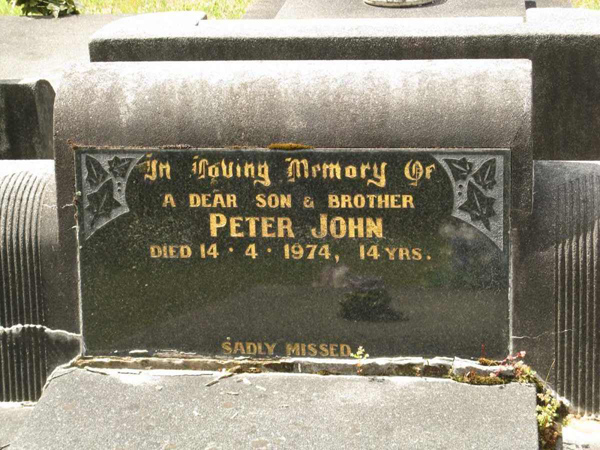 In Loving Memory Of
A DEAR SON & BROTHER
PETER JOHN
DIED 14 · 4 · 1974, 14 YRS.
SADLY MISSED